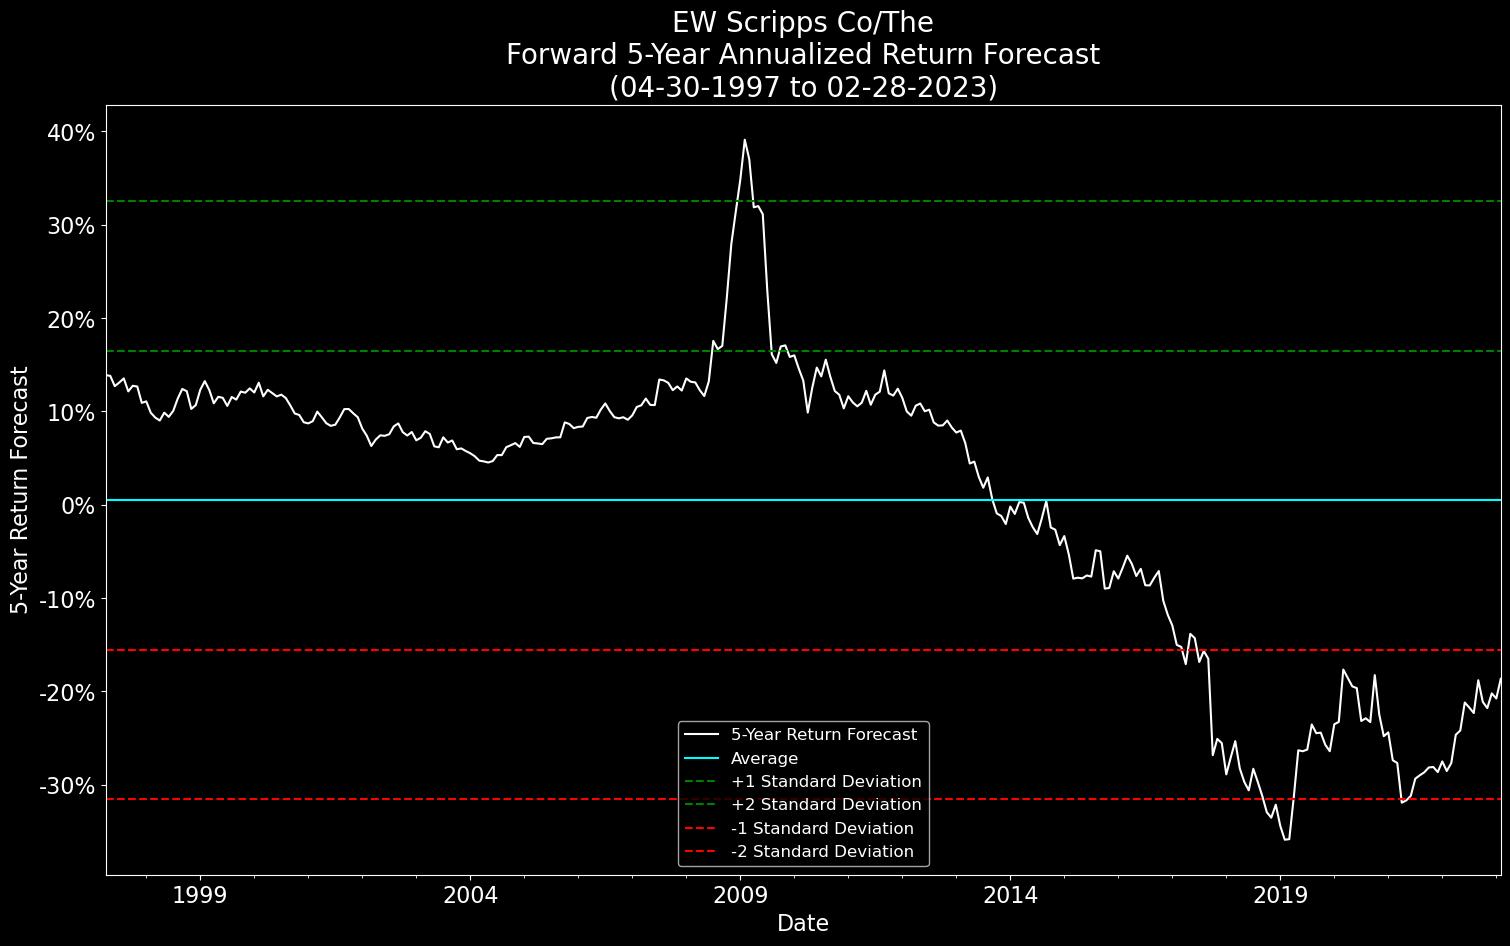 EW Scripps Co/The
Forward 5-Year Annualized Return Forecast
(04-30-1997 to 02-28-2023)
5-Year Return Forecast
40%
30%
20%
10%
0%
-10%
-20%
-30%
5-Year Return Forecast
Average
+1 Standard Deviation
+2 Standard Deviation
-1 Standard Deviation
-2 Standard Deviation
1999
2004
2009
2014
2019
Date